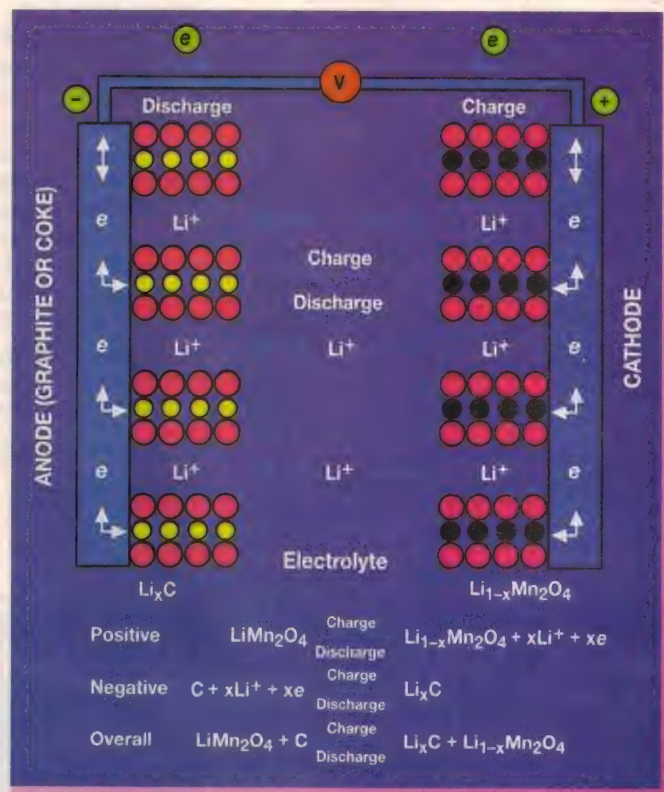 e e
V
- +
Discharge Charge
e Li⁺ Li⁺ e
Charge
Discharge
e Li⁺ Li⁺ Li⁺ e
e Li⁺ Li⁺ Li⁺ e
Electrolyte
ANODE (GRAPHITE OR COKE)
CATHODE
LiₓC Li₁₋ₓMn₂O₄
Positive LiMn₂O₄ Charge Discharge Li₁₋ₓMn₂O₄ + xLi⁺ + xe
Negative C + xLi⁺ + xe Charge Discharge LiₓC
Overall LiMn₂O₄ + C Charge Discharge LiₓC + Li₁₋ₓMn₂O₄